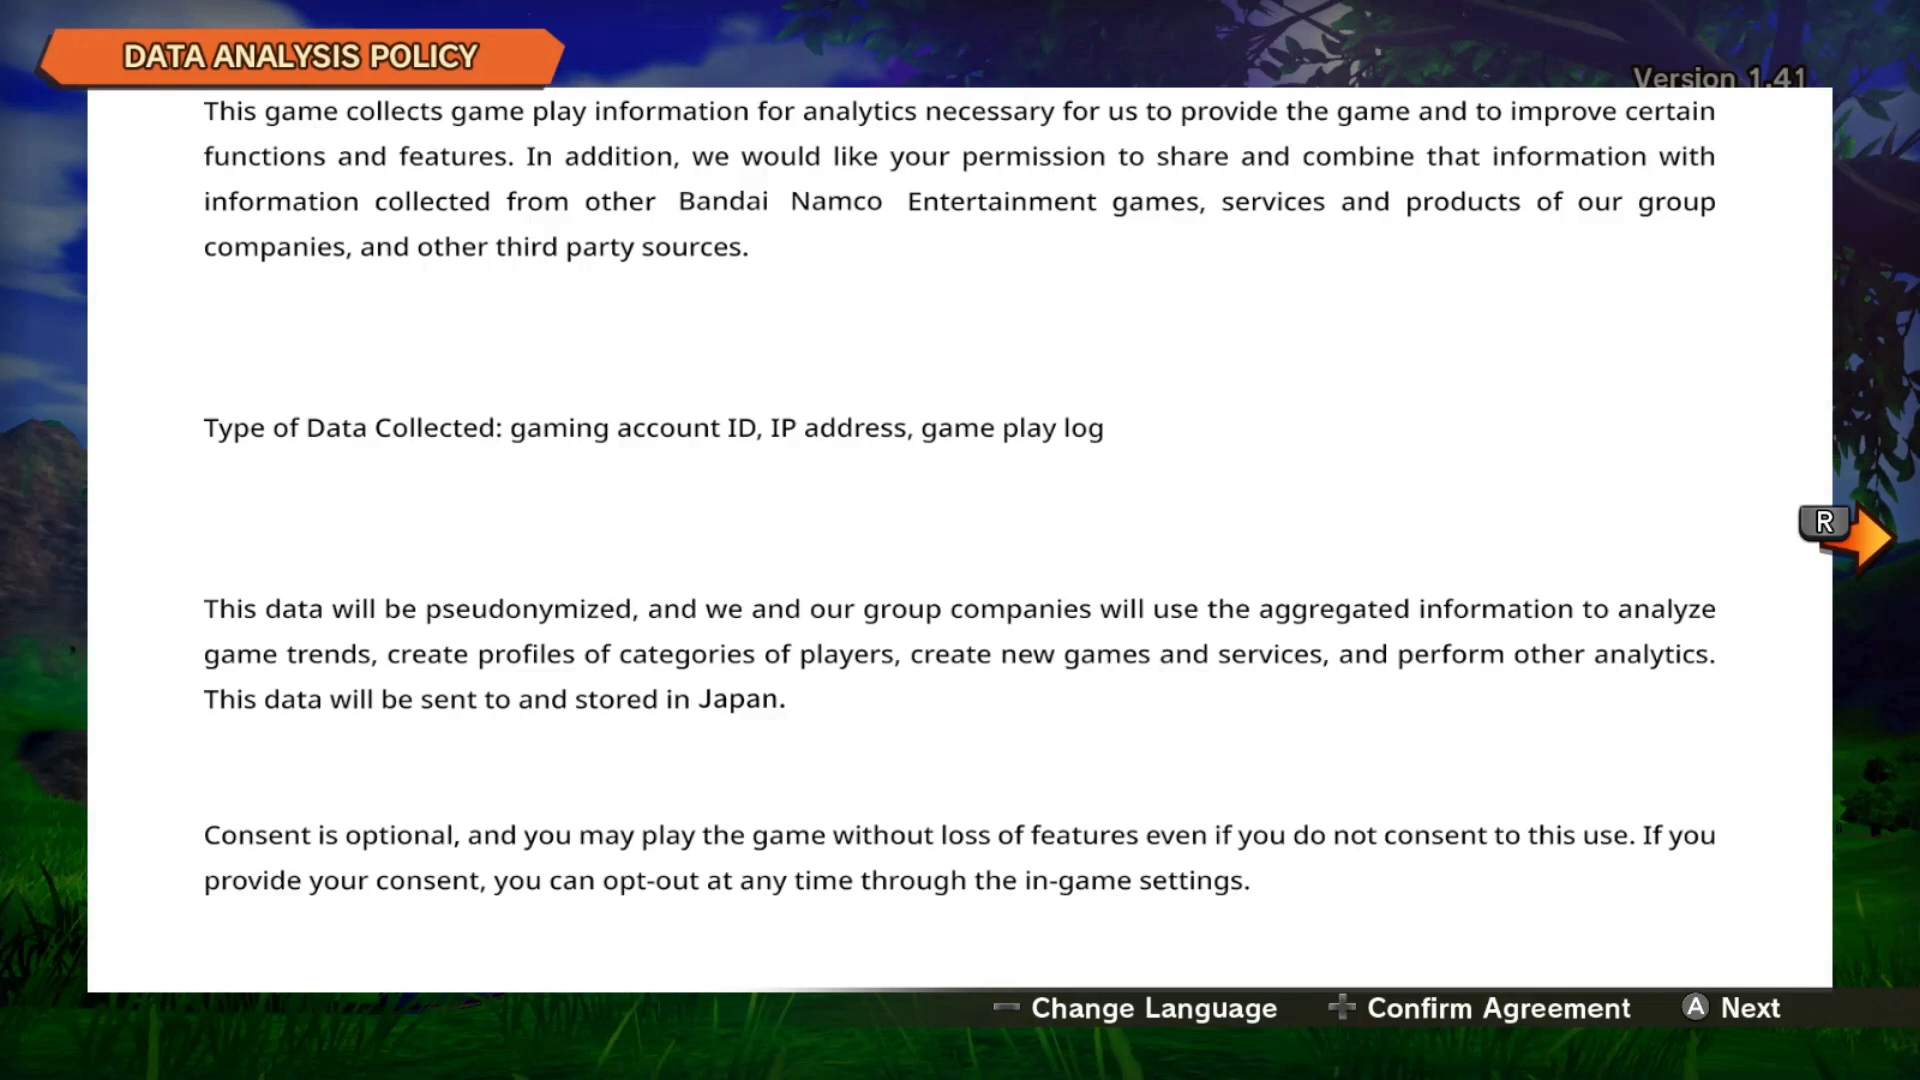 DATA ANALYSIS POLICY
Version 1.41
This game collects game play information for analytics necessary for us to provide the game and to improve certain
functions and features. In addition, we would like your permission to share and combine that information with
information collected from other Bandai Namco Entertainment games, services and products of our group
companies, and other third party sources.
Type of Data Collected: gaming account ID, IP address, game play log
R
This data will be pseudonymized, and we and our group companies will use the aggregated information to analyze
game trends, create profiles of categories of players, create new games and services, and perform other analytics.
This data will be sent to and stored in Japan.
Consent is optional, and you may play the game without loss of features even if you do not consent to this use. If you
provide your consent, you can opt-out at any time through the in-game settings.
Change Language Confirm Agreement A Next